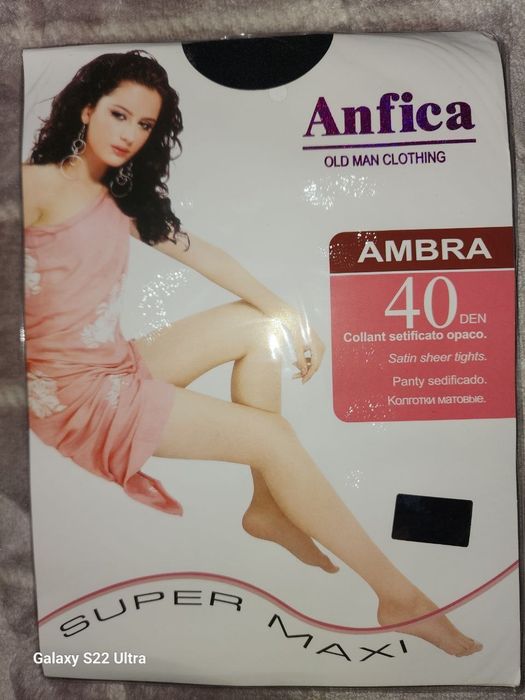 Anfica
OLD MAN CLOTHING
AMBRA
40 DEN
Collant setificato opaco.
Satin sheer tights.
Panty sedificado.
Колготки матовые.
SUPER MAXI
Galaxy S22 Ultra